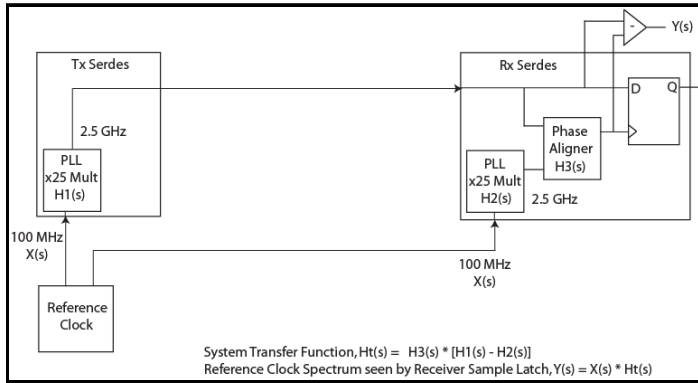 Y(s)
-
Tx Serdes
Rx Serdes
D
Q
2.5 GHz
PLL
x25 Mult
H1(s)
Phase
Aligner
H3(s)
PLL
x25 Mult
H2(s)
2.5 GHz
100 MHz
X(s)
100 MHz
X(s)
Reference
Clock
System Transfer Function, Ht(s) = H3(s) * [H1(s) - H2(s)]
Reference Clock Spectrum seen by Receiver Sample Latch, Y(s) = X(s) * Ht(s)